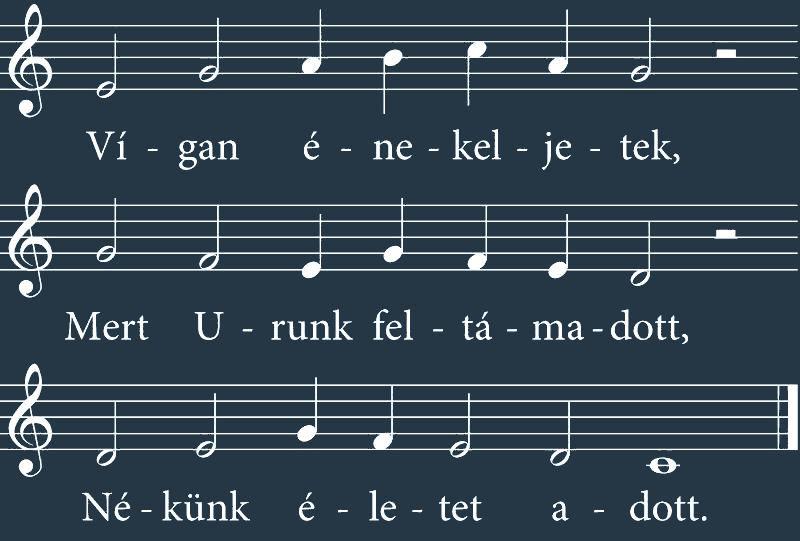 Ví - gan é - ne - kel - je - tek,
Mert U - runk fel - tá - ma - dott,
Né - künk é - le - tet a - dott.